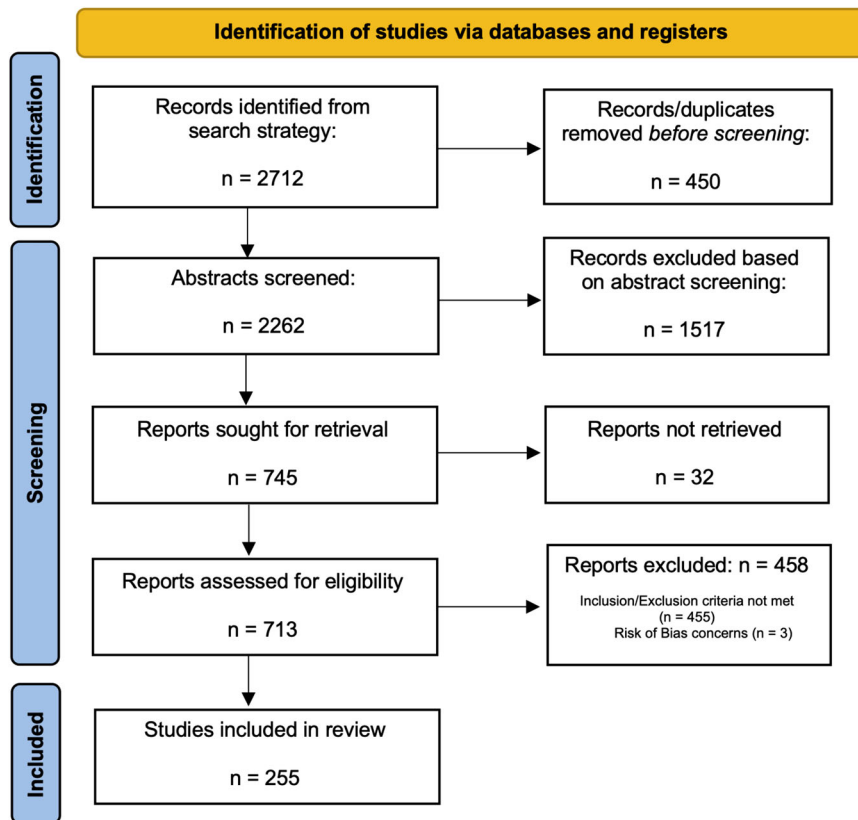 Identification of studies via databases and registers
Identification
Records identified from
search strategy:
n = 2712
Records/duplicates
removed before screening:
n = 450
Screening
Abstracts screened:
n = 2262
Records excluded based
on abstract screening:
n = 1517
Reports sought for retrieval
n = 745
Reports not retrieved
n = 32
Reports assessed for eligibility
n = 713
Reports excluded: n = 458
Inclusion/Exclusion criteria not met
(n = 455)
Risk of Bias concerns (n = 3)
Included
Studies included in review
n = 255